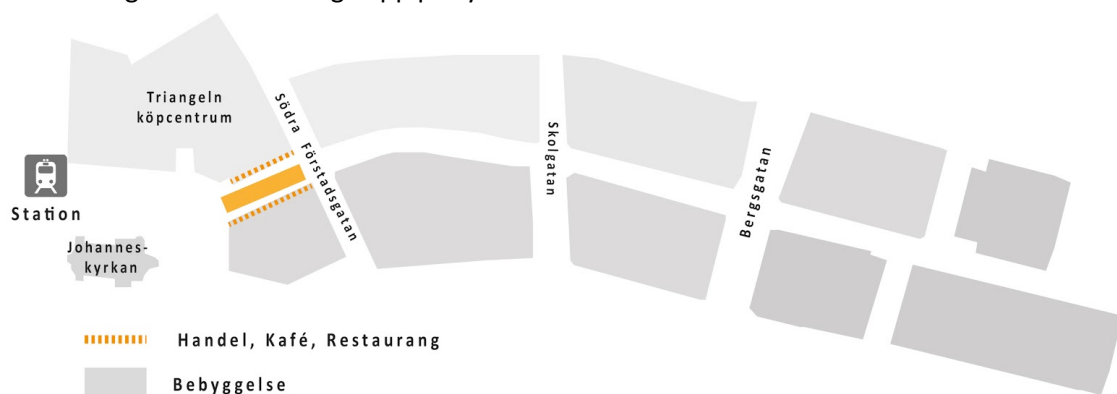 Triangeln
köpcentrum
Södra Förstadsgatan
Skolgatan
Bergsgatan
Station
Johannes-
kyrkan
Handel, Kafé, Restaurang
Bebyggelse